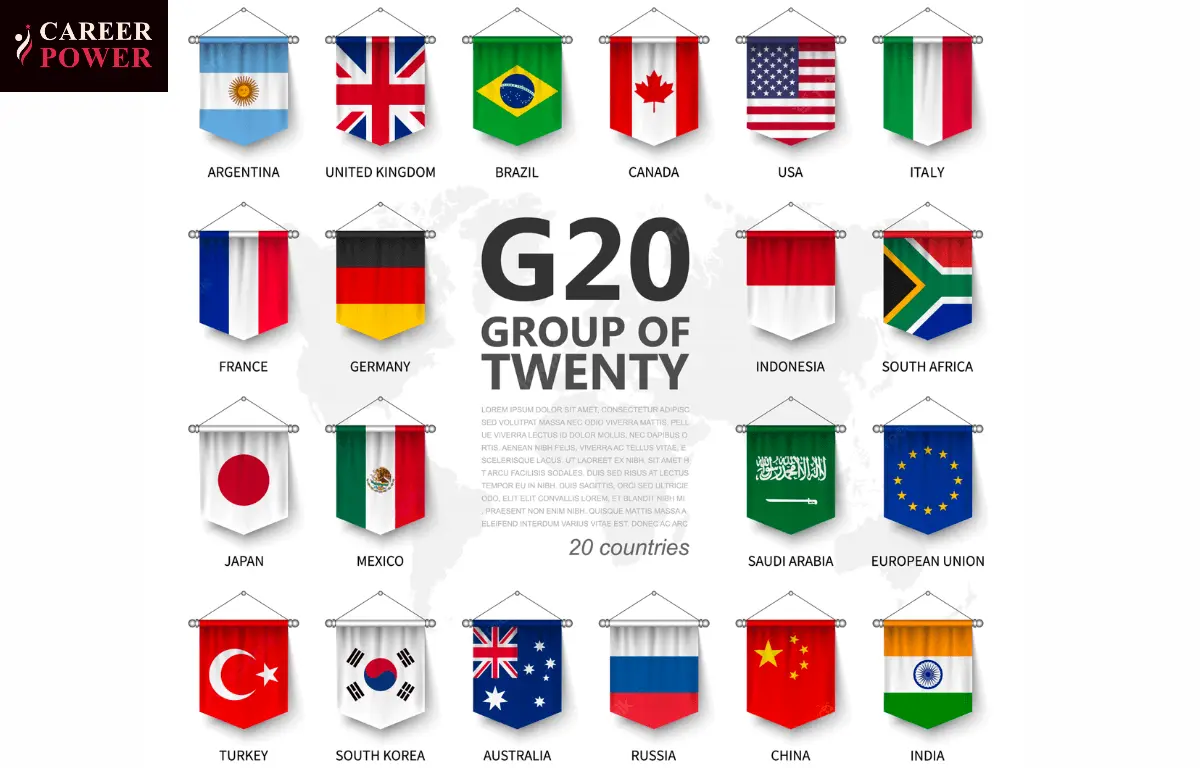 CAREER
POWER
ARGENTINA
UNITED KINGDOM
BRAZIL
CANADA
USA
ITALY
G20
GROUP OF
TWENTY
FRANCE
GERMANY
INDONESIA
SOUTH AFRICA
LOREM IPSUM DOLOR SIT AMET, CONSECTETUR ADIPISC
SED VOLUTPAT MASSA NEC ODIO VIVERRA MATTIS. PELL
UE VIVERRA LECTUS ID DOLOR MOLLIS, NEC DAPIBUS O
RTIS. AENEAN NIBH FELIS, VIVERRA AC TELLUS VITAE, E
SCELERISQUE LACUS. UT LAOREET EX NIBH, SIT AMET H
T ARCU FACILISIS SODALES. DUIS SED RISUS AT LECTUS
TEMPOR EU IN NIBH. DUIS SAGITTIS, ORCI SED ULTRICIE
ODO, ELIT ELIT CONVALLIS LOREM, ET BLANDIT NIBH MI
. PRAESENT NON ENIM NIBH. QUISQUE MATTIS MASSA A
ELEIFEND INTERDUM VARIUS VITAE EST. DONEC AC ARC
20 countries
JAPAN
MEXICO
SAUDI ARABIA
EUROPEAN UNION
TURKEY
SOUTH KOREA
AUSTRALIA
RUSSIA
CHINA
INDIA